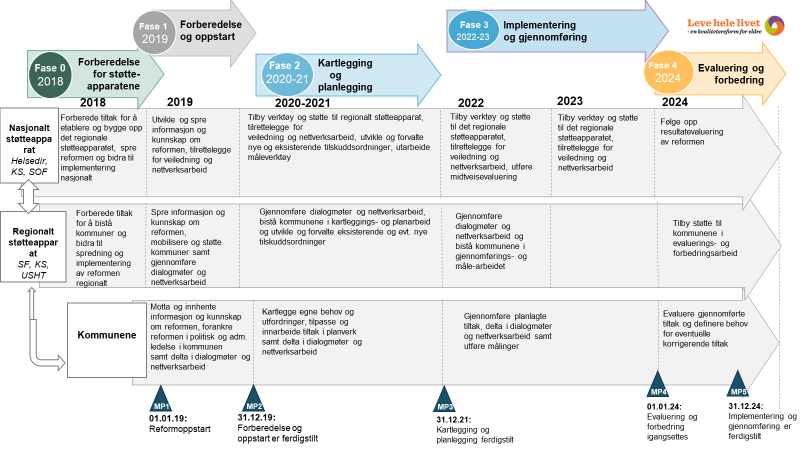 Fase 0
2018
Forberedelse
for støtte-
apparatene
Fase 1
2019
Forberedelse
og oppstart
Fase 2
2020-21
Kartlegging
og
planlegging
Fase 3
2022-23
Implementering
og gjennomføring
Fase 4
2024
Evaluering og
forbedring
Leve hele livet
- en kvalitetsreform for eldre
2018
2019
2020-2021
2022
2023
2024
Nasjonalt
støtteappa
rat
Helsedir,
KS, SOF
Forberede tiltak for å
etablere og bygge opp
det regionale
støtteapparatet, spre
reformen og bidra til
implementering
nasjonalt
Utvikle og spre
informasjon og
kunnskap om
reformen, tilrettelegge
for veiledning og
nettverksarbeid
Tilby verktøy og støtte til regionalt støtteapparat,
tilrettelegge for
veiledning og nettverksarbeid, utvikle og forvalte
nye og eksisterende tilskuddsordninger, utarbeide
måleverktøy
Tilby verktøy og støtte
til det regionale
støtteapparatet,
tilrettelegge for
veiledning og
nettverksarbeid, utføre
midtveisevaluering
Tilby verktøy og støtte
til det regionale
støtteapparatet,
tilrettelegge for
veiledning og
nettverksarbeid
Følge opp
resultatevaluering
av reformen
Regionalt
støtteappar
at
SF, KS,
USHT
Forberede tiltak
for å bistå
kommuner og
bidra til
spredning og
implementering
av reformen
regionalt
Spre informasjon og
kunnskap om
reformen,
mobilisere og støtte
kommuner samt
gjennomføre
dialogmøter og
nettverksarbeid
Gjennomføre dialogmøter og nettverksarbeid,
bistå kommunene i kartleggings- og planarbeid
og utvikle og forvalte eksisterende og evt. nye
tilskuddsordninger
Gjennomføre
dialogmøter og
nettverksarbeid og
bistå kommunene i
gjennomførings- og
måle-arbeidet
Tilby støtte til
kommunene i
evaluerings- og
forbedringsarbeid
Kommunene
Motta og innhente
informasjon og kunnskap
om reformen, forankre
reformen i politisk og adm.
ledelse i kommunen
samt delta i dialogmøter og
nettverksarbeid
Kartlegge egne behov og
utfordringer, tilpasse og
innarbeide tiltak i planverk
samt delta i dialogmøter og
nettverksarbeid
Gjennomføre planlagte
tiltak, delta i dialogmøter
og nettverksarbeid samt
utføre målinger
Evaluere gjennomførte
tiltak og definere behov
for eventuelle
korrigerende tiltak
MP1
01.01.19:
Reformoppstart
MP2
31.12.19:
Forberedelse og
oppstart er ferdigstilt
MP3
31.12.21:
Kartlegging og
planlegging ferdigstilt
MP4
01.01.24:
Evaluering og
forbedring
igangsettes
MP5
31.12.24:
Implementering og
gjennomføring er
ferdigstilt